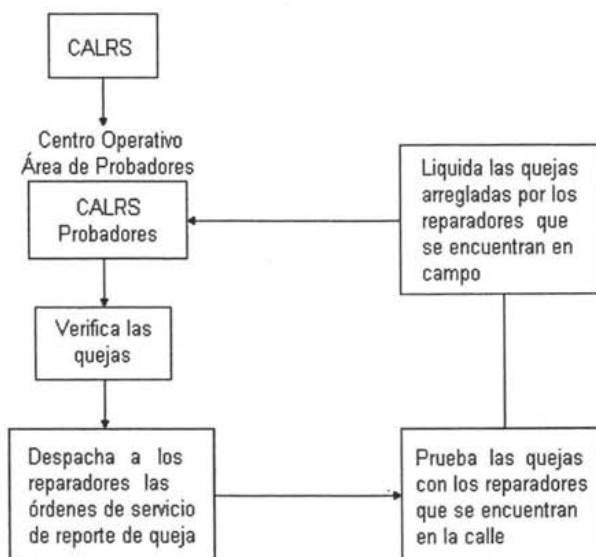 CALRS
Centro Operativo
Área de Probadores
CALRS
Probadores
Verifica las
quejas
Despacha a los
reparadores las
órdenes de servicio
de reporte de queja
Prueba las quejas
con los reparadores
que se encuentran
en la calle
Liquida las quejas
arregladas por los
reparadores que
se encuentran en
campo